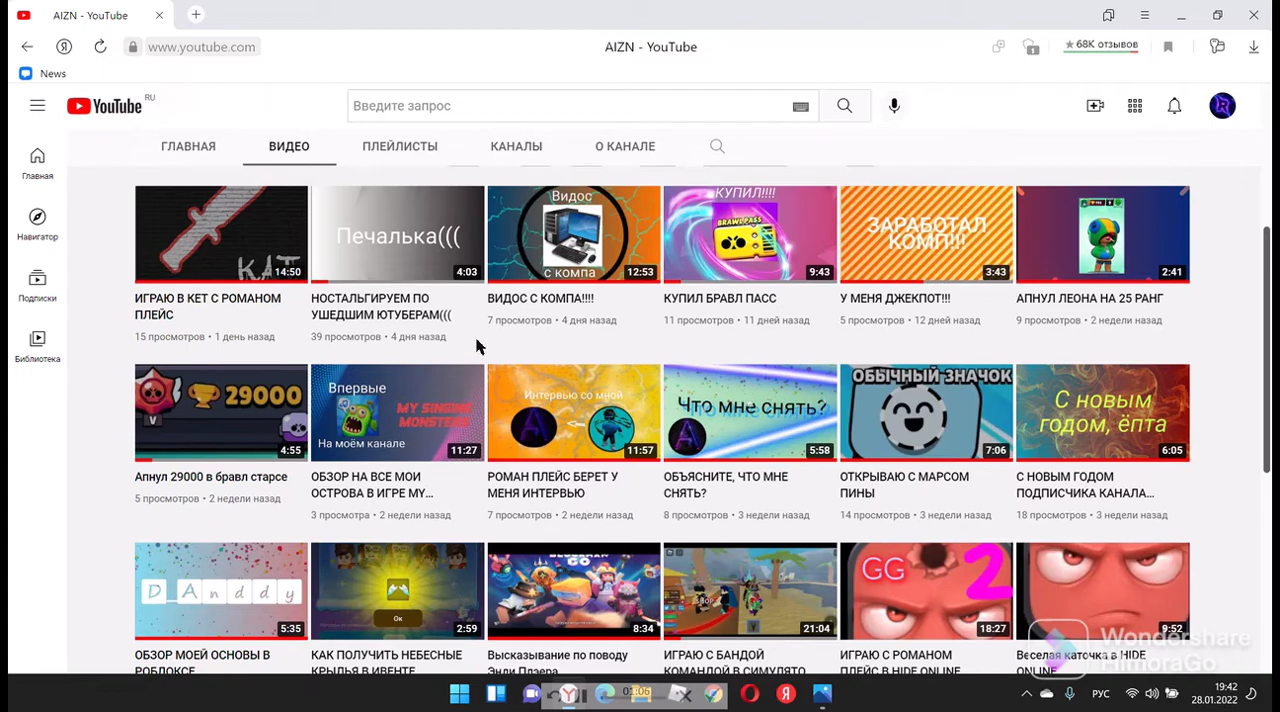 AIZN - YouTube
www.youtube.com
AIZN - YouTube
★ 68K отзывов
News
YouTube RU
Введите запрос
ГЛАВНАЯ ВИДЕО ПЛЕЙЛИСТЫ КАНАЛЫ О КАНАЛЕ
Главная
Навигатор
Подписки
Библиотека
КАТ
14:50
ИГРАЮ В КЕТ С РОМАНОМ
ПЛЕЙС
15 просмотров • 1 день назад
Печалька(((
4:03
НОСТАЛЬГИРУЕМ ПО
УШЕДШИМ ЮТУБЕРАМ(((
39 просмотров • 4 дня назад
Видос
с компа
12:53
ВИДОС С КОМПА!!!!
7 просмотров • 4 дня назад
КУПИЛ!!!!
BRAWL PASS
9:43
КУПИЛ БРАВЛ ПАСС
11 просмотров • 11 дней назад
ЗАРАБОТАЛ
КОМП!!!
3:43
У МЕНЯ ДЖЕКПОТ!!!
5 просмотров • 12 дней назад
2:41
АПНУЛ ЛЕОНА НА 25 РАНГ
9 просмотров • 2 недели назад
29000
4:55
Апнул 29000 в бравл старсе
5 просмотров • 2 недели назад
Впервые
MY SINGING
MONSTERS
На моём канале
11:27
ОБЗОР НА ВСЕ МОИ
ОСТРОВА В ИГРЕ MY...
3 просмотра • 2 недели назад
Интервью со мной
11:57
РОМАН ПЛЕЙС БЕРЕТ У
МЕНЯ ИНТЕРВЬЮ
7 просмотров • 2 недели назад
Что мне снять?
5:58
ОБЪЯСНИТЕ, ЧТО МНЕ
СНЯТЬ?
8 просмотров • 3 недели назад
ОБЫЧНЫЙ ЗНАЧОК
7:06
ОТКРЫВАЮ С МАРСОМ
ПИНЫ
14 просмотров • 3 недели назад
С новым
годом, ёпта
6:05
С НОВЫМ ГОДОМ
ПОДПИСЧИКА КАНАЛА...
18 просмотров • 3 недели назад
D_Anddy
5:35
ОБЗОР МОЕЙ ОСНОВЫ В
РОБЛОКСЕ
Ок
2:59
КАК ПОЛУЧИТЬ НЕБЕСНЫЕ
КРЫЛЬЯ В ИВЕНТЕ
8:34
Высказывание по поводу
Энди Плэера
21:04
ИГРАЮ С БАНДОЙ
КОМАНДОЙ В СИМУЛЯТО
GG 2
18:27
ИГРАЮ С РОМАНОМ
ПЛЕЙС В HIDE ONLINE
9:52
Веселая каточка в HIDE
ONLINE
Wondershare
FilmoraGo
01:06
РУС
19:42
28.01.2022